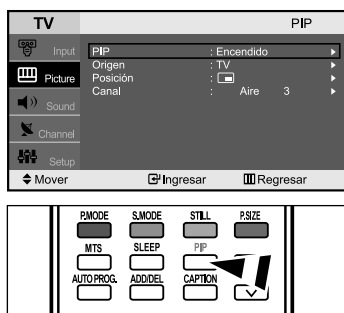 TV PIP
Input
Picture
Sound
Channel
Setup
PIP : Encendido
Origen : TV
Posición :
Canal : Aire 3
Mover Ingresar Regresar
P.MODE S.MODE STILL P.SIZE
MTS SLEEP PIP
AUTO PROG. ADD/DEL CAPTION